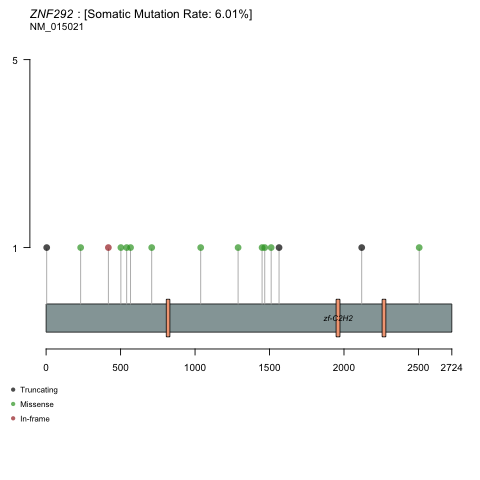 ZNF292 : [Somatic Mutation Rate: 6.01%]
NM_015021
5
1
zf-C2H2
0 500 1000 1500 2000 2500 2724
Truncating
Missense
In-frame